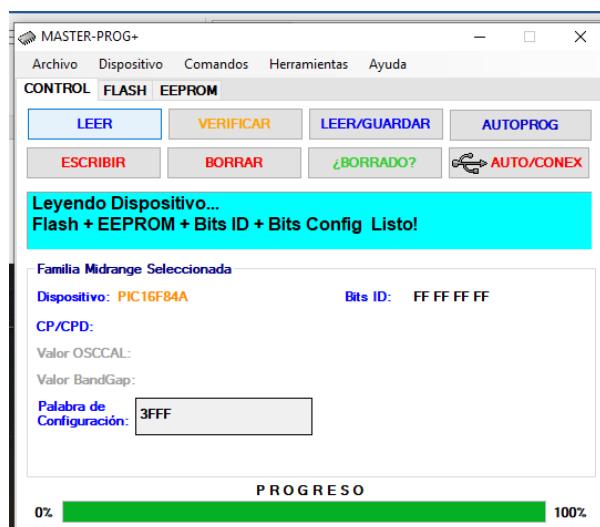 MASTER-PROG+
Archivo Dispositivo Comandos Herramientas Ayuda
CONTROL FLASH EEPROM
LEER VERIFICAR LEER/GUARDAR AUTOPROG
ESCRIBIR BORRAR ¿BORRADO? AUTO/CONEX
Leyendo Dispositivo...
Flash + EEPROM + Bits ID + Bits Config Listo!
Familia Midrange Seleccionada
Dispositivo: PIC16F84A Bits ID: FF FF FF FF
CP/CPD:
Valor OSCCAL:
Valor BandGap:
Palabra de
Configuración: 3FFF
PROGRESO
0% 100%